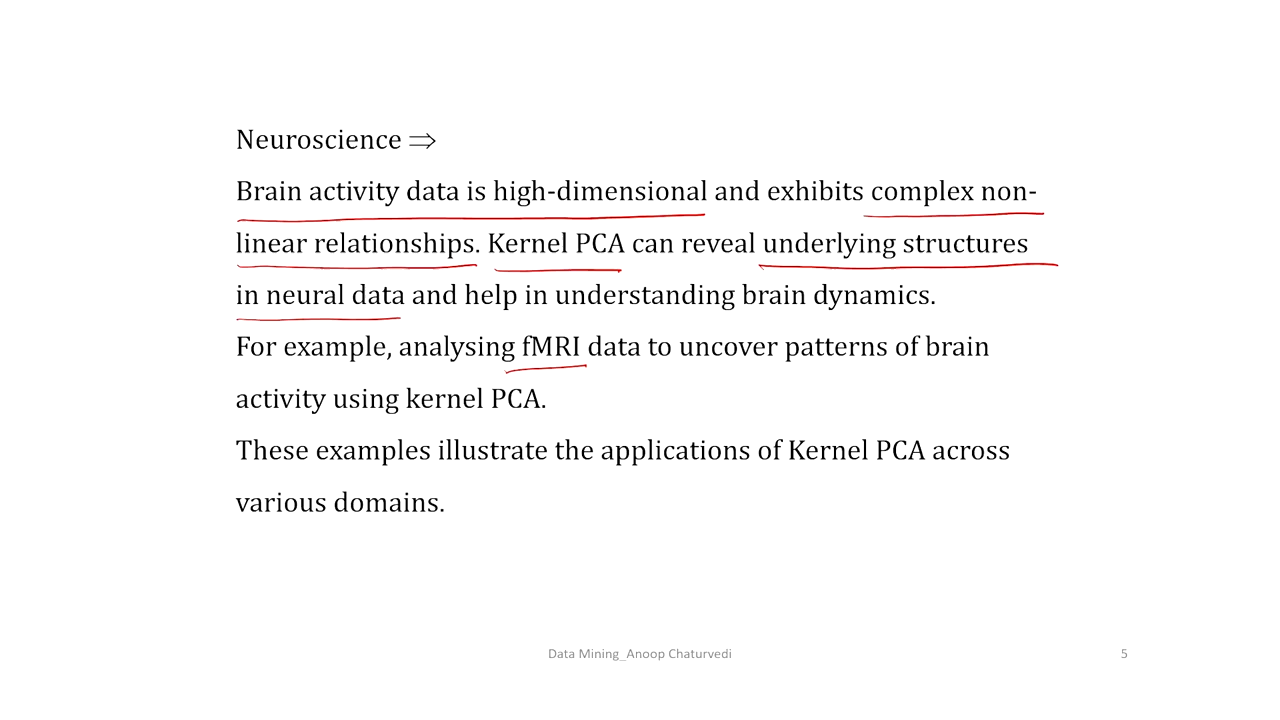 Neuroscience ⇒
Brain activity data is high-dimensional and exhibits complex non-
linear relationships. Kernel PCA can reveal underlying structures
in neural data and help in understanding brain dynamics.
For example, analysing fMRI data to uncover patterns of brain
activity using kernel PCA.
These examples illustrate the applications of Kernel PCA across
various domains.
Data Mining_Anoop Chaturvedi
5